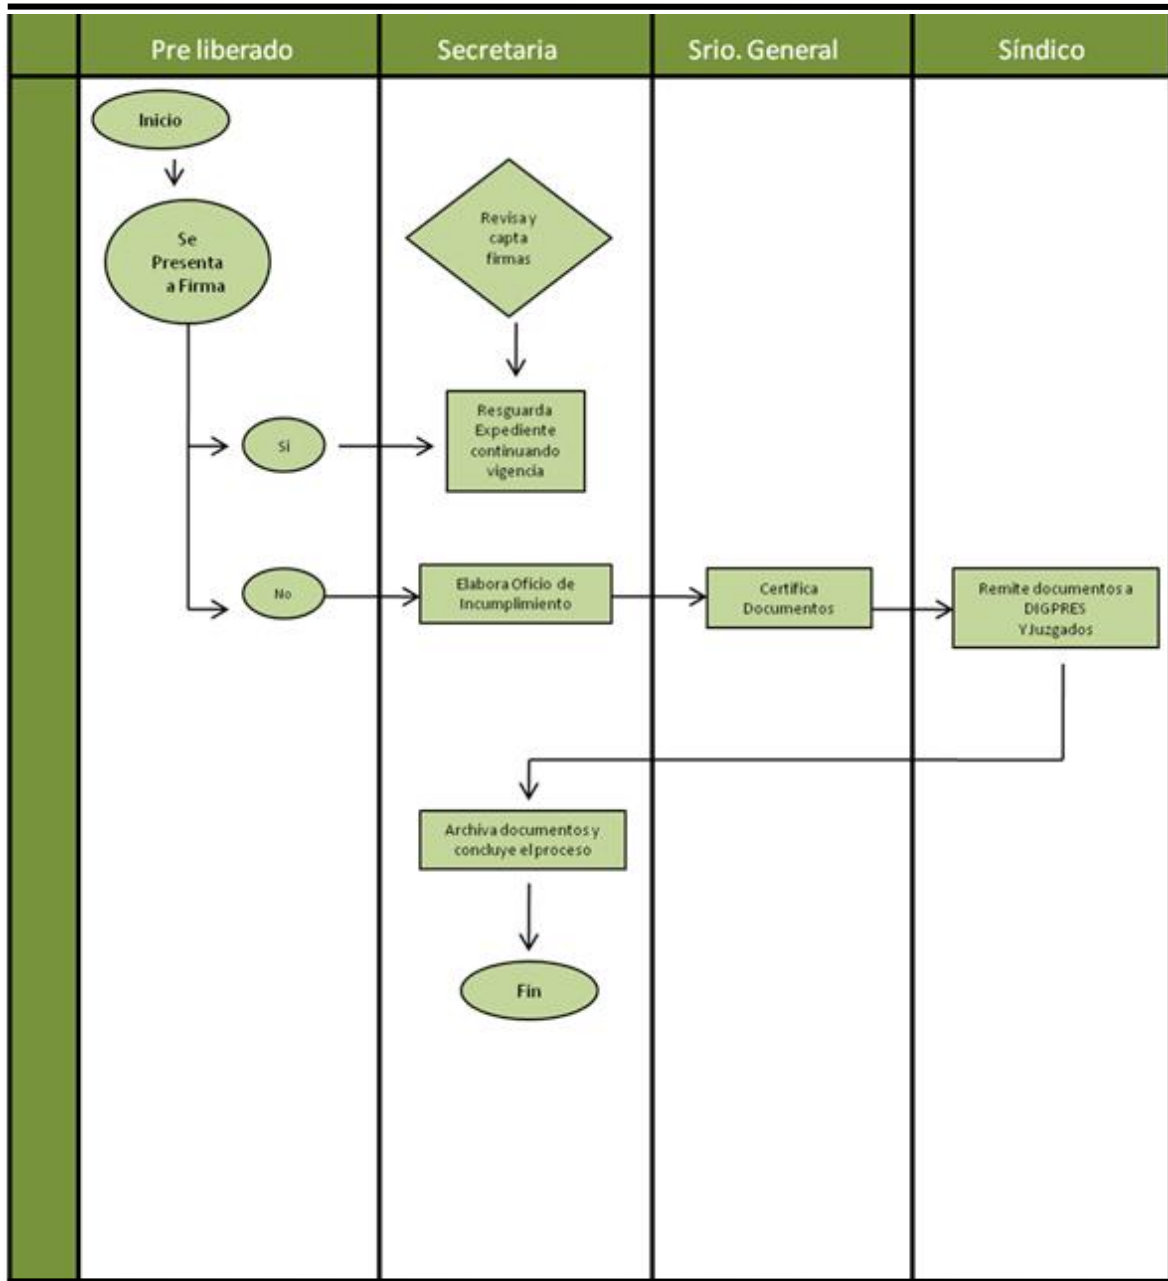 Pre liberado
Secretaria
Srio. General
Síndico
Inicio
Se
Presenta
a Firma
Revisa y
capta
firmas
Si
Resguarda
Expediente
continuando
vigencia
No
Elabora Oficio de
Incumplimiento
Certifica
Documentos
Remite documentos a
DIGPRES
Y Juzgados
Archiva documentos y
concluye el proceso
Fin